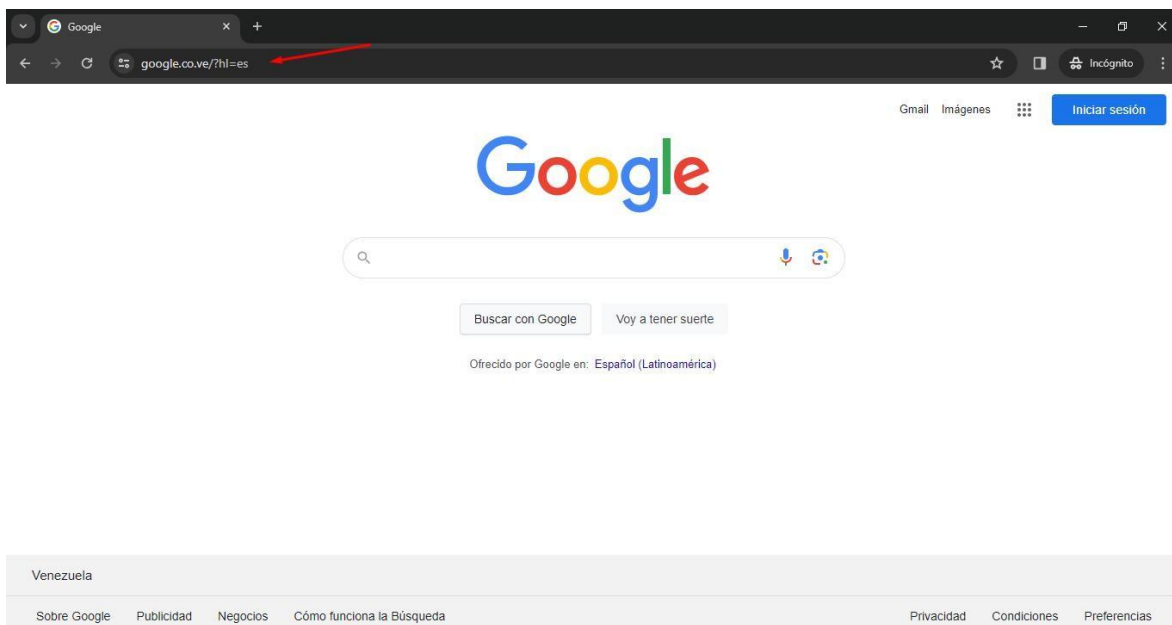 Google
google.co.ve/?hl=es
Incógnito
Gmail Imágenes Iniciar sesión
Google
Buscar con Google Voy a tener suerte
Ofrecido por Google en: Español (Latinoamérica)
Venezuela
Sobre Google Publicidad Negocios Cómo funciona la Búsqueda Privacidad Condiciones Preferencias